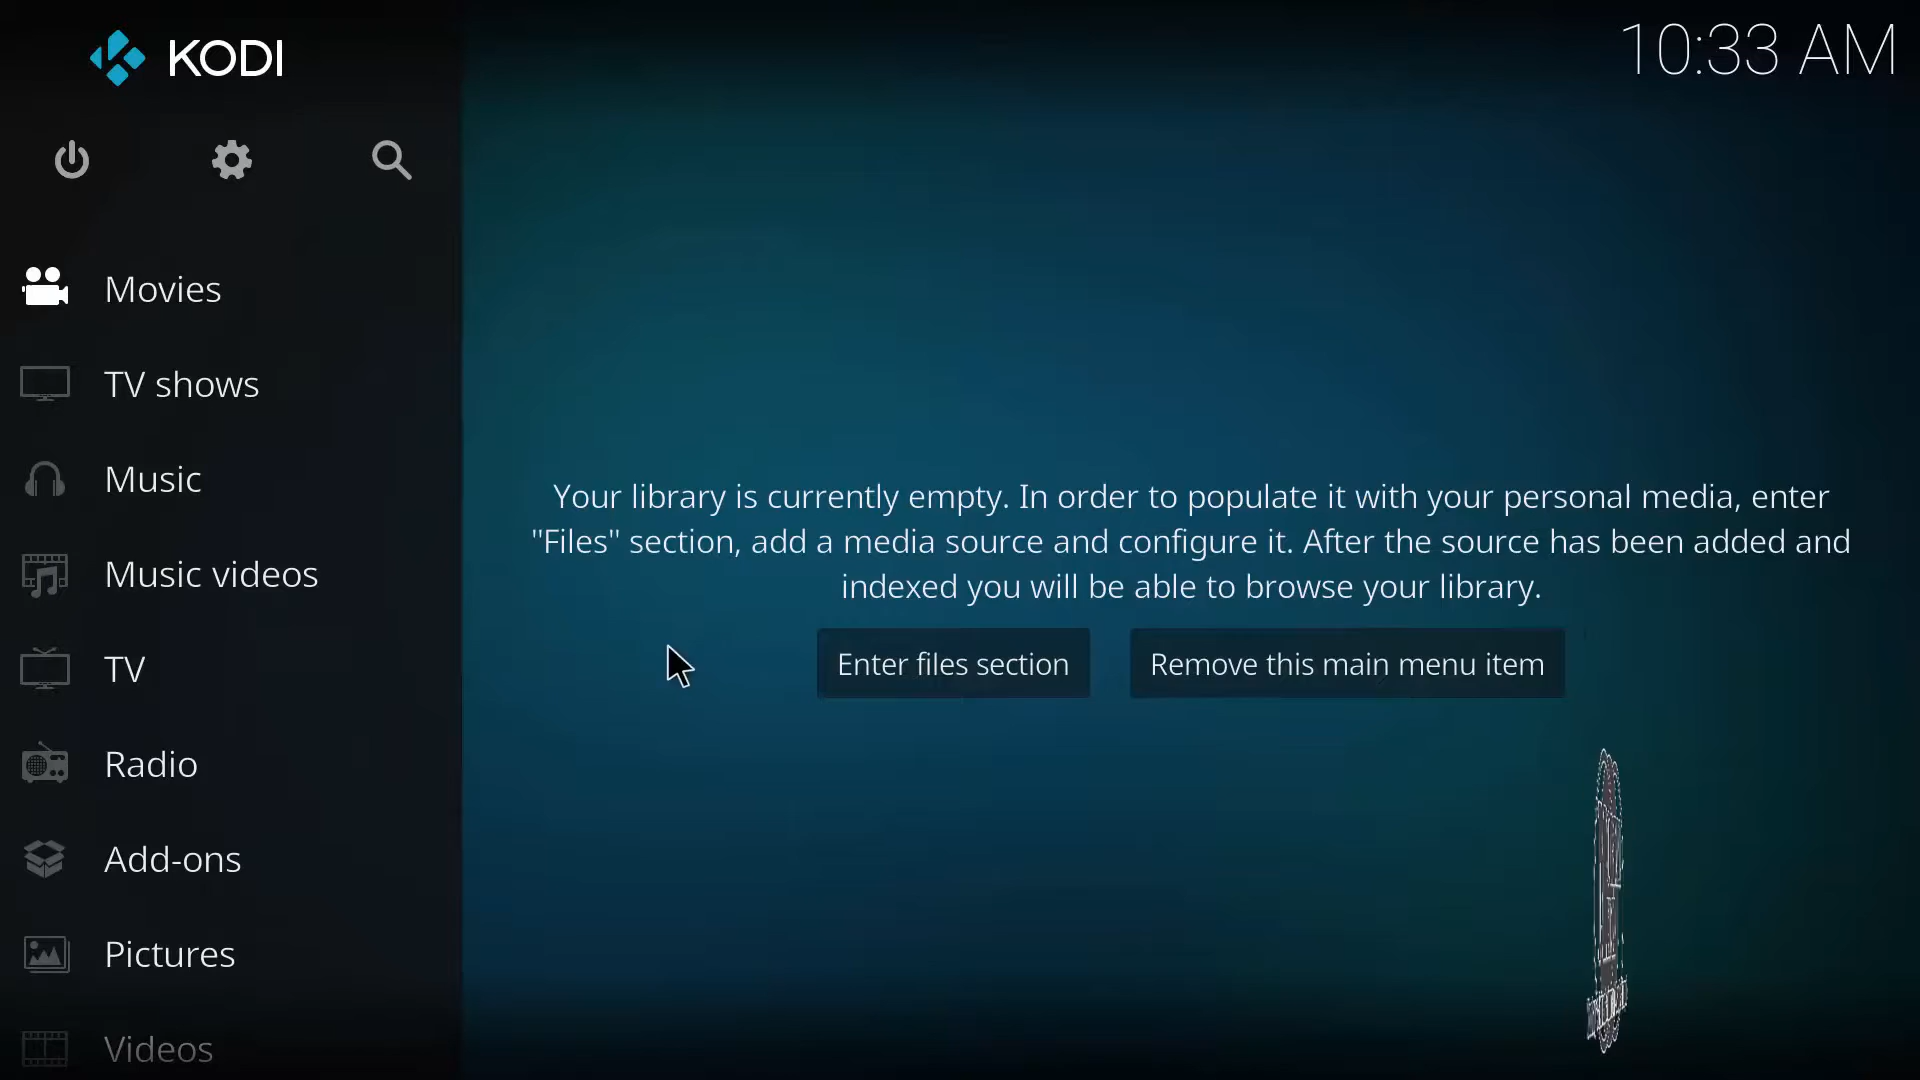 KODI
10:33 AM
Movies
TV shows
Music
Music videos
TV
Radio
Add-ons
Pictures
Videos
Your library is currently empty. In order to populate it with your personal media, enter
"Files" section, add a media source and configure it. After the source has been added and
indexed you will be able to browse your library.
Enter files section
Remove this main menu item